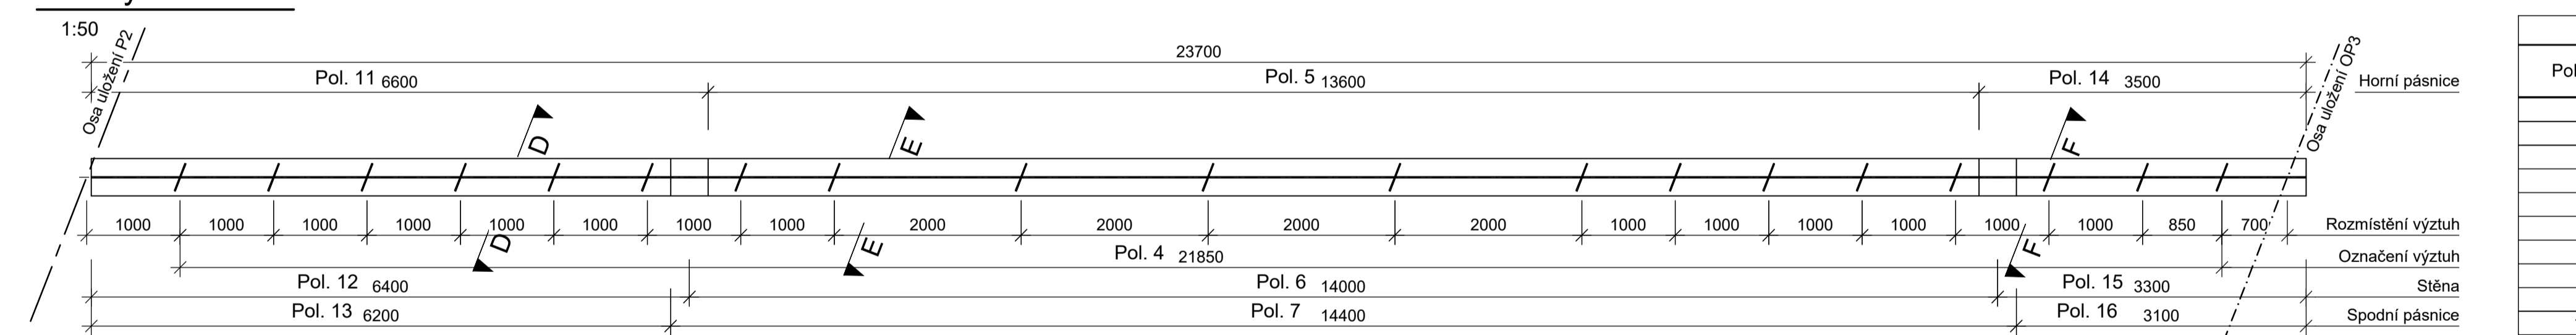 1:50
Osa uložení P2
23700
Pol. 11 6600
Pol. 5 13600
Pol. 14 3500
Horní pásnice
Osa uložení OP3
Pol
D
E
F
1000 1000 1000 1000 1000 1000 1000 1000 2000 2000 2000 2000 1000 1000 1000 1000 1000 1000 850 700 Rozmístění výztuh
D
E
F
Pol. 4 21850 Označení výztuh
Pol. 12 6400 Pol. 6 14000 Pol. 15 3300 Stěna
Pol. 13 6200 Pol. 7 14400 Pol. 16 3100 Spodní pásnice